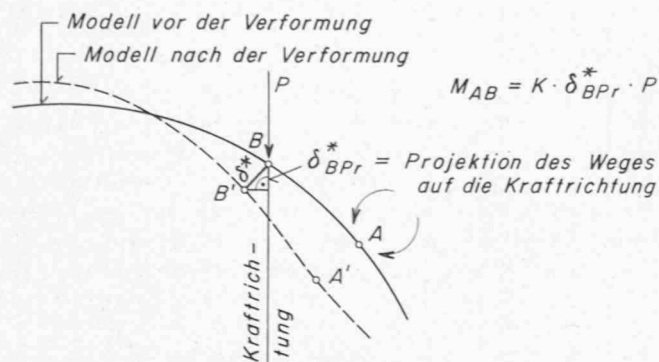 Modell vor der Verformung
Modell nach der Verformung
P
M_AB = K · δ*_BPr · P
B
δ*
B'
δ*_BPr = Projektion des Weges
auf die Kraftrichtung
A
A'
Kraftrich-
tung